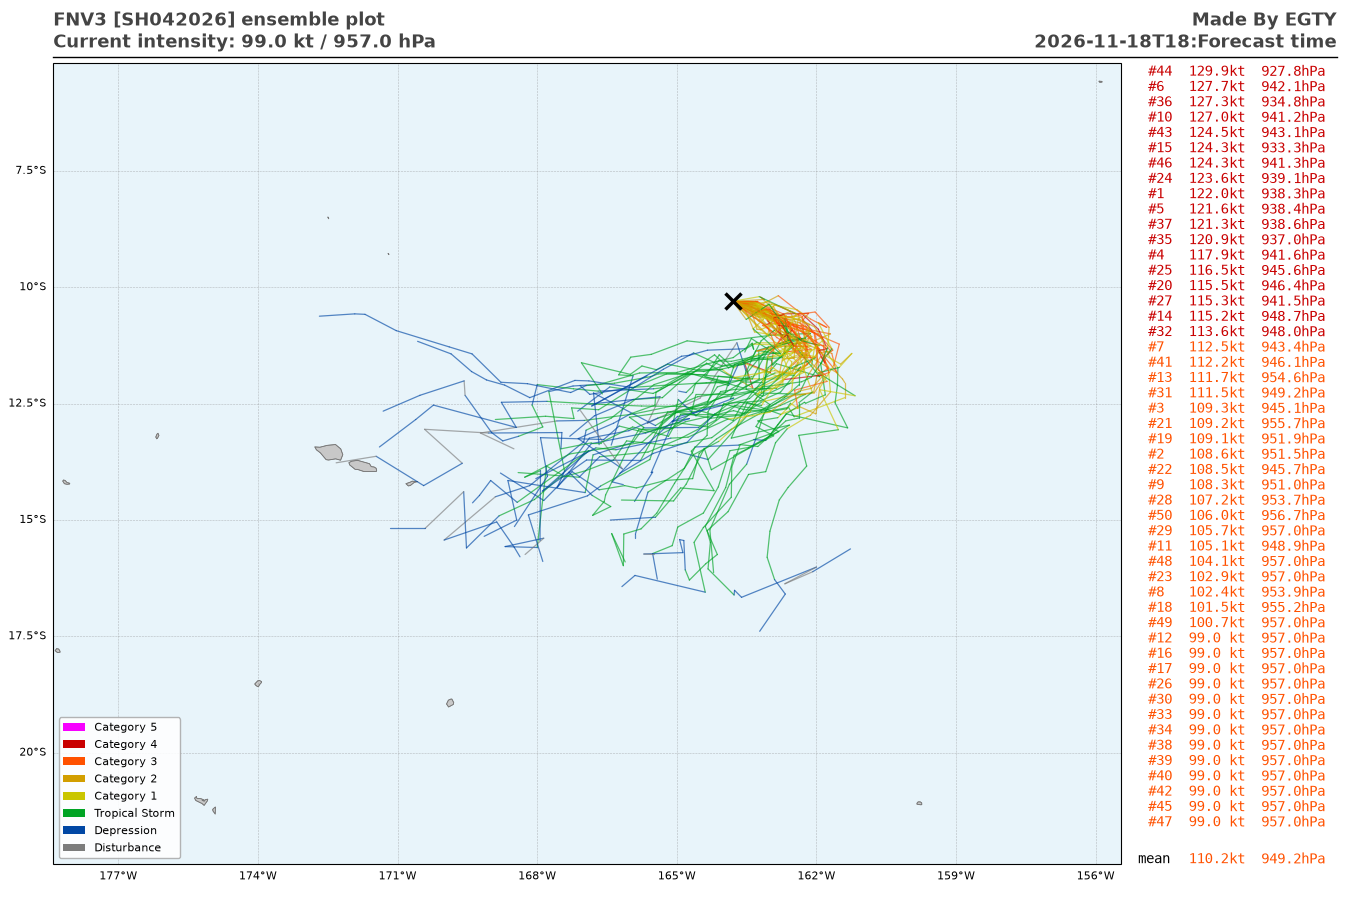 FNV3 [SH042026] ensemble plot
Made By EGTY
Current intensity: 99.0 kt / 957.0 hPa
2026-11-18T18:Forecast time
#44 129.9kt 927.8hPa
#6 127.7kt 942.1hPa
#36 127.3kt 934.8hPa
#10 127.0kt 941.2hPa
#43 124.5kt 943.1hPa
#15 124.3kt 933.3hPa
#46 124.3kt 941.3hPa
#24 123.6kt 939.1hPa
#1 122.0kt 938.3hPa
#5 121.6kt 938.4hPa
#37 121.3kt 938.6hPa
#35 120.9kt 937.0hPa
#4 117.9kt 941.6hPa
#25 116.5kt 945.6hPa
#20 115.5kt 946.4hPa
#27 115.3kt 941.5hPa
#14 115.2kt 948.7hPa
#32 113.6kt 948.0hPa
#7 112.5kt 943.4hPa
#41 112.2kt 946.1hPa
#13 111.7kt 954.6hPa
#31 111.5kt 949.2hPa
#3 109.3kt 945.1hPa
#21 109.2kt 955.7hPa
#19 109.1kt 951.9hPa
#2 108.6kt 951.5hPa
#22 108.5kt 945.7hPa
#9 108.3kt 951.0hPa
#28 107.2kt 953.7hPa
#50 106.0kt 956.7hPa
#29 105.7kt 957.0hPa
#11 105.1kt 948.9hPa
#48 104.1kt 957.0hPa
#23 102.9kt 957.0hPa
#8 102.4kt 953.9hPa
#18 101.5kt 955.2hPa
#49 100.7kt 957.0hPa
#12 99.0 kt 957.0hPa
#16 99.0 kt 957.0hPa
#17 99.0 kt 957.0hPa
#26 99.0 kt 957.0hPa
#30 99.0 kt 957.0hPa
#33 99.0 kt 957.0hPa
#34 99.0 kt 957.0hPa
#38 99.0 kt 957.0hPa
#39 99.0 kt 957.0hPa
#40 99.0 kt 957.0hPa
#42 99.0 kt 957.0hPa
#45 99.0 kt 957.0hPa
#47 99.0 kt 957.0hPa
mean 110.2kt 949.2hPa
7.5°S
10°S
12.5°S
15°S
17.5°S
20°S
Category 5
Category 4
Category 3
Category 2
Category 1
Tropical Storm
Depression
Disturbance
177°W 174°W 171°W 168°W 165°W 162°W 159°W 156°W